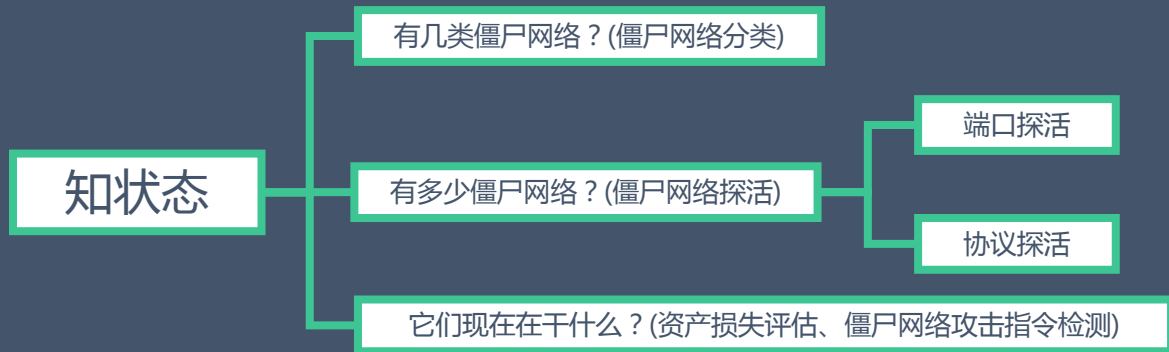 知状态
有几类僵尸网络？(僵尸网络分类)
有多少僵尸网络？(僵尸网络探活)
端口探活
协议探活
它们现在在干什么？(资产损失评估、僵尸网络攻击指令检测)